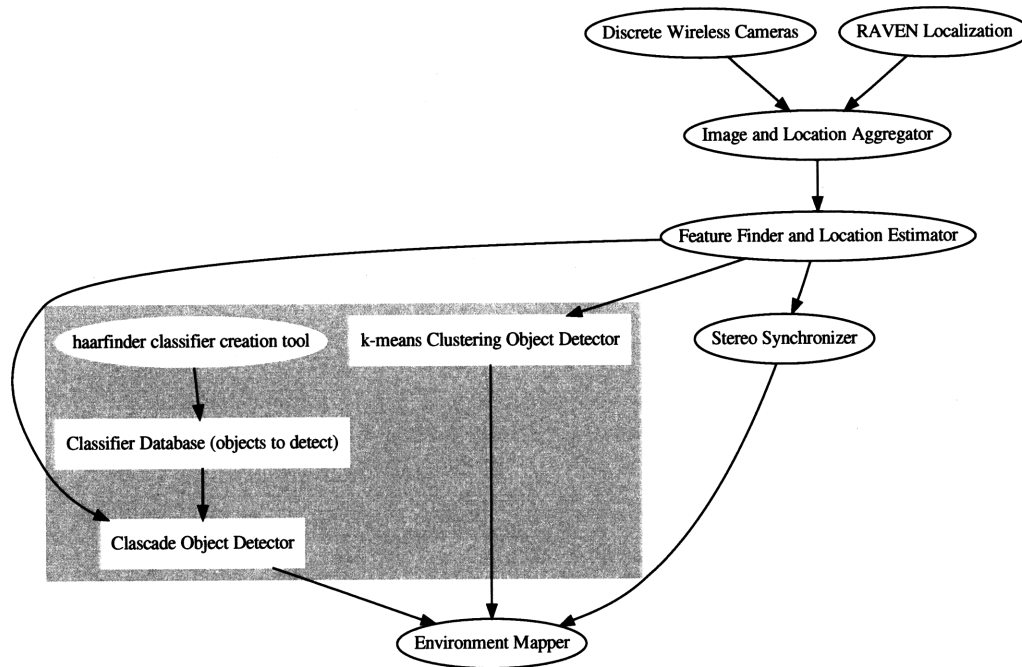 Discrete Wireless Cameras
RAVEN Localization
Image and Location Aggregator
Feature Finder and Location Estimator
haarfinder classifier creation tool
k-means Clustering Object Detector
Stereo Synchronizer
Classifier Database (objects to detect)
Clascade Object Detector
Environment Mapper